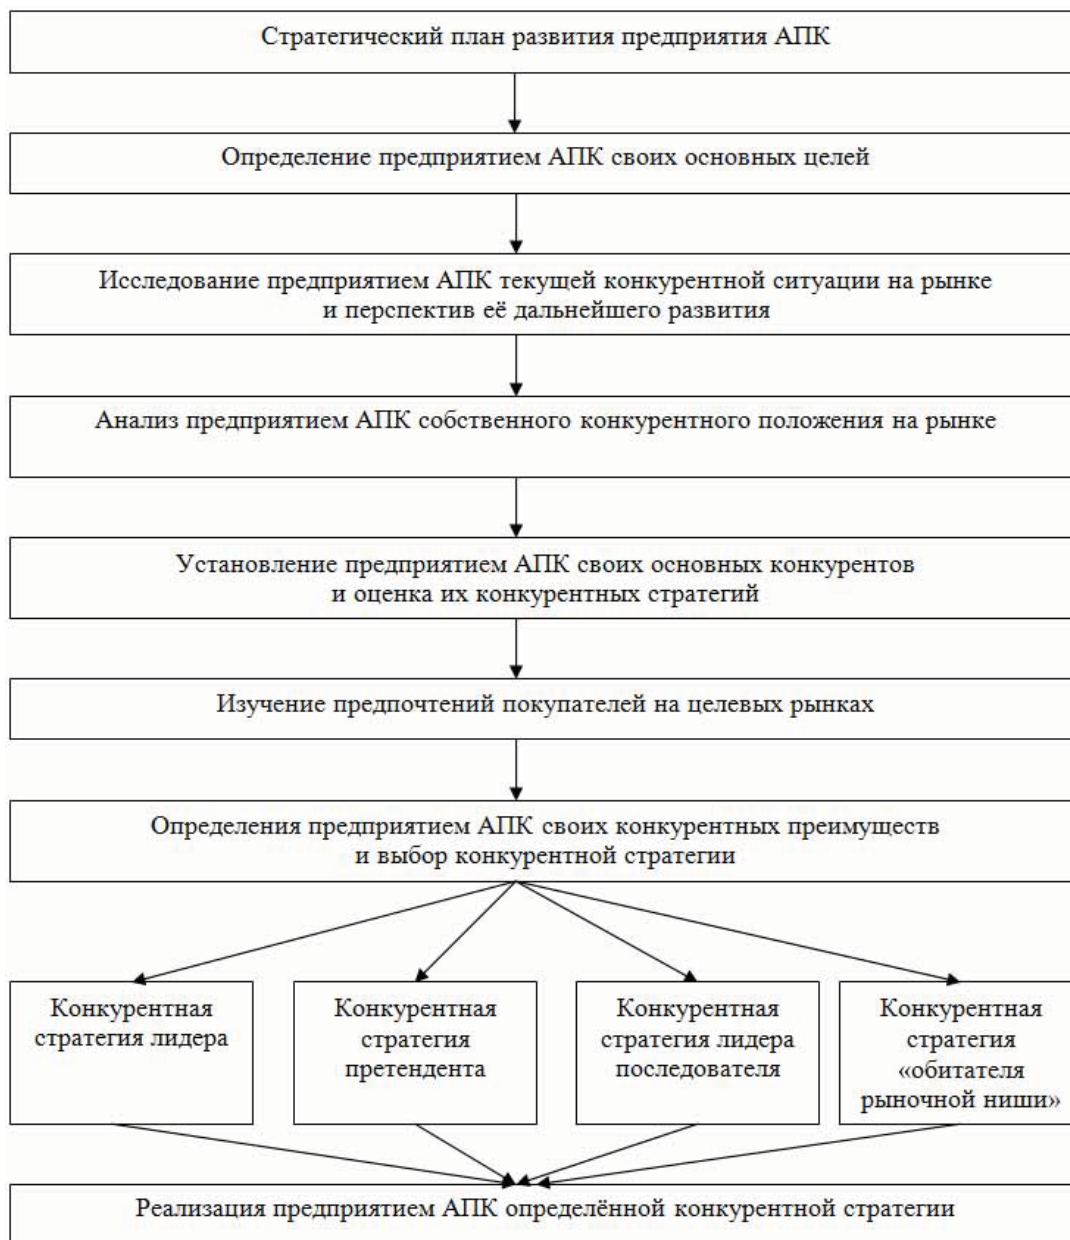 Стратегический план развития предприятия АПК
Определение предприятием АПК своих основных целей
Исследование предприятием АПК текущей конкурентной ситуации на рынке
и перспектив её дальнейшего развития
Анализ предприятием АПК собственного конкурентного положения на рынке
Установление предприятием АПК своих основных конкурентов
и оценка их конкурентных стратегий
Изучение предпочтений покупателей на целевых рынках
Определения предприятием АПК своих конкурентных преимуществ
и выбор конкурентной стратегии
Конкурентная
стратегия лидера
Конкурентная
стратегия
претендента
Конкурентная
стратегия лидера
последователя
Конкурентная
стратегия
«обитателя
рыночной ниши»
Реализация предприятием АПК определённой конкурентной стратегии